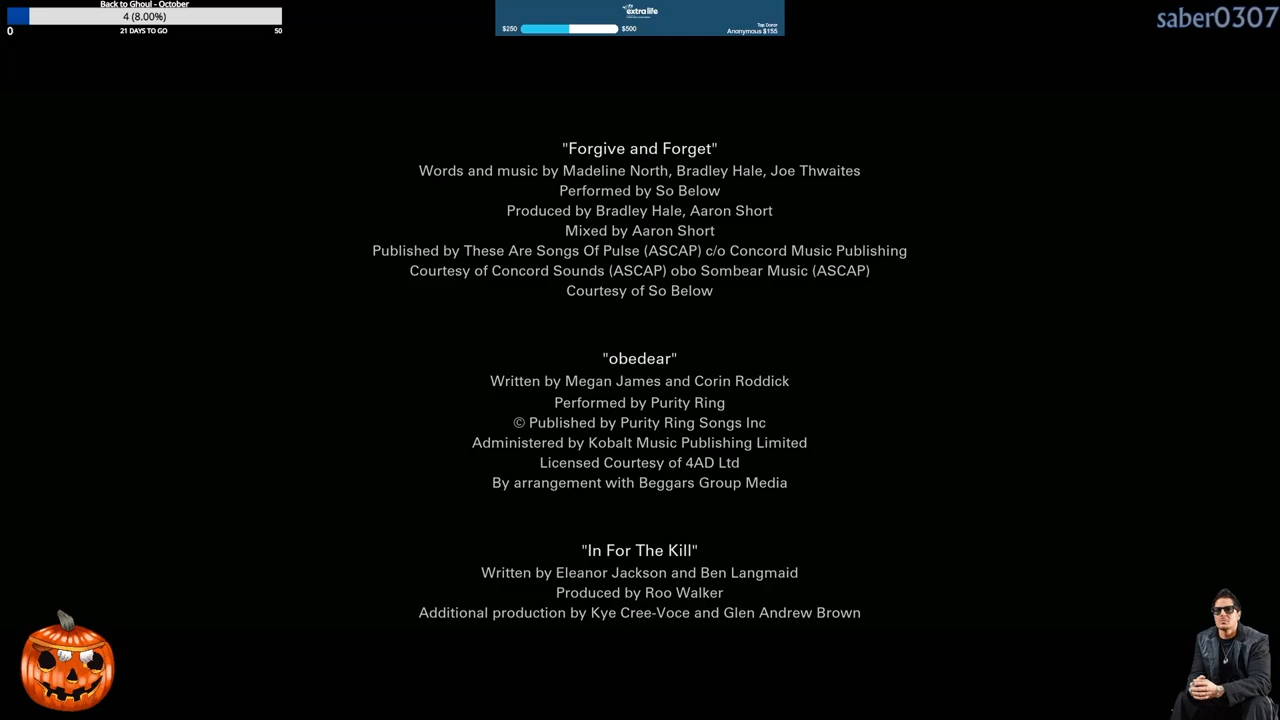 Back to Ghoul - October
4 (8.00%)
0
21 DAYS TO GO
50
extralife
$250
$500
Top Donor
Anonymous $155
saber0307
"Forgive and Forget"
Words and music by Madeline North, Bradley Hale, Joe Thwaites
Performed by So Below
Produced by Bradley Hale, Aaron Short
Mixed by Aaron Short
Published by These Are Songs Of Pulse (ASCAP) c/o Concord Music Publishing
Courtesy of Concord Sounds (ASCAP) obo Sombear Music (ASCAP)
Courtesy of So Below
"obedear"
Written by Megan James and Corin Roddick
Performed by Purity Ring
© Published by Purity Ring Songs Inc
Administered by Kobalt Music Publishing Limited
Licensed Courtesy of 4AD Ltd
By arrangement with Beggars Group Media
"In For The Kill"
Written by Eleanor Jackson and Ben Langmaid
Produced by Roo Walker
Additional production by Kye Cree-Voce and Glen Andrew Brown